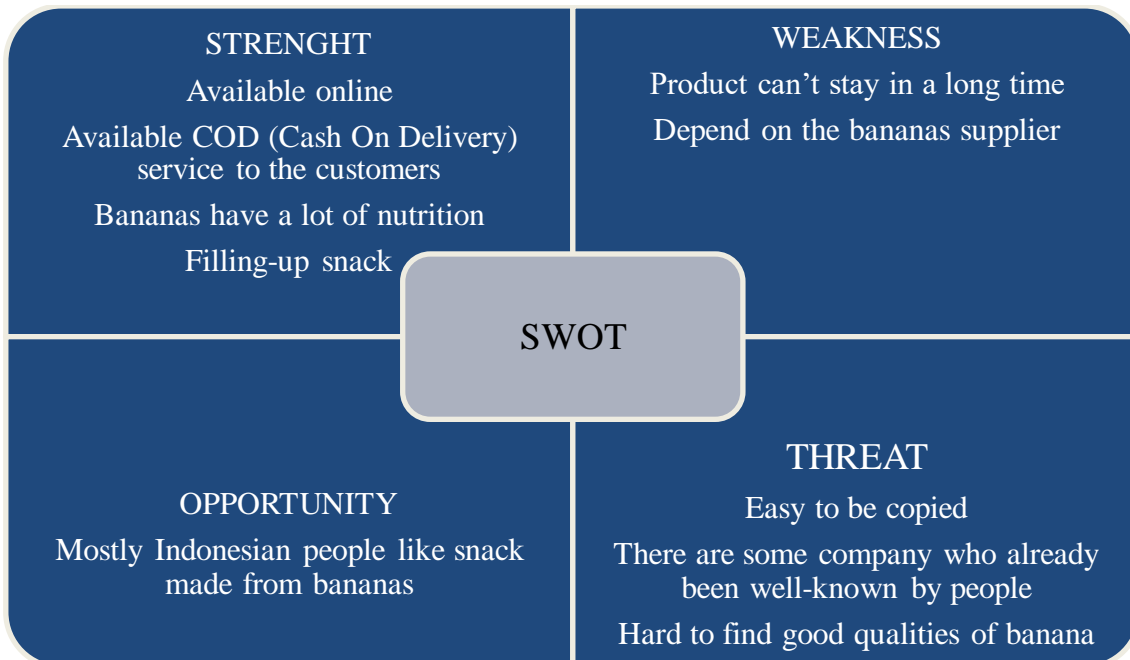 STRENGHT
Available online
Available COD (Cash On Delivery)
service to the customers
Bananas have a lot of nutrition
Filling-up snack
WEAKNESS
Product can’t stay in a long time
Depend on the bananas supplier
SWOT
OPPORTUNITY
Mostly Indonesian people like snack
made from bananas
THREAT
Easy to be copied
There are some company who already
been well-known by people
Hard to find good qualities of banana